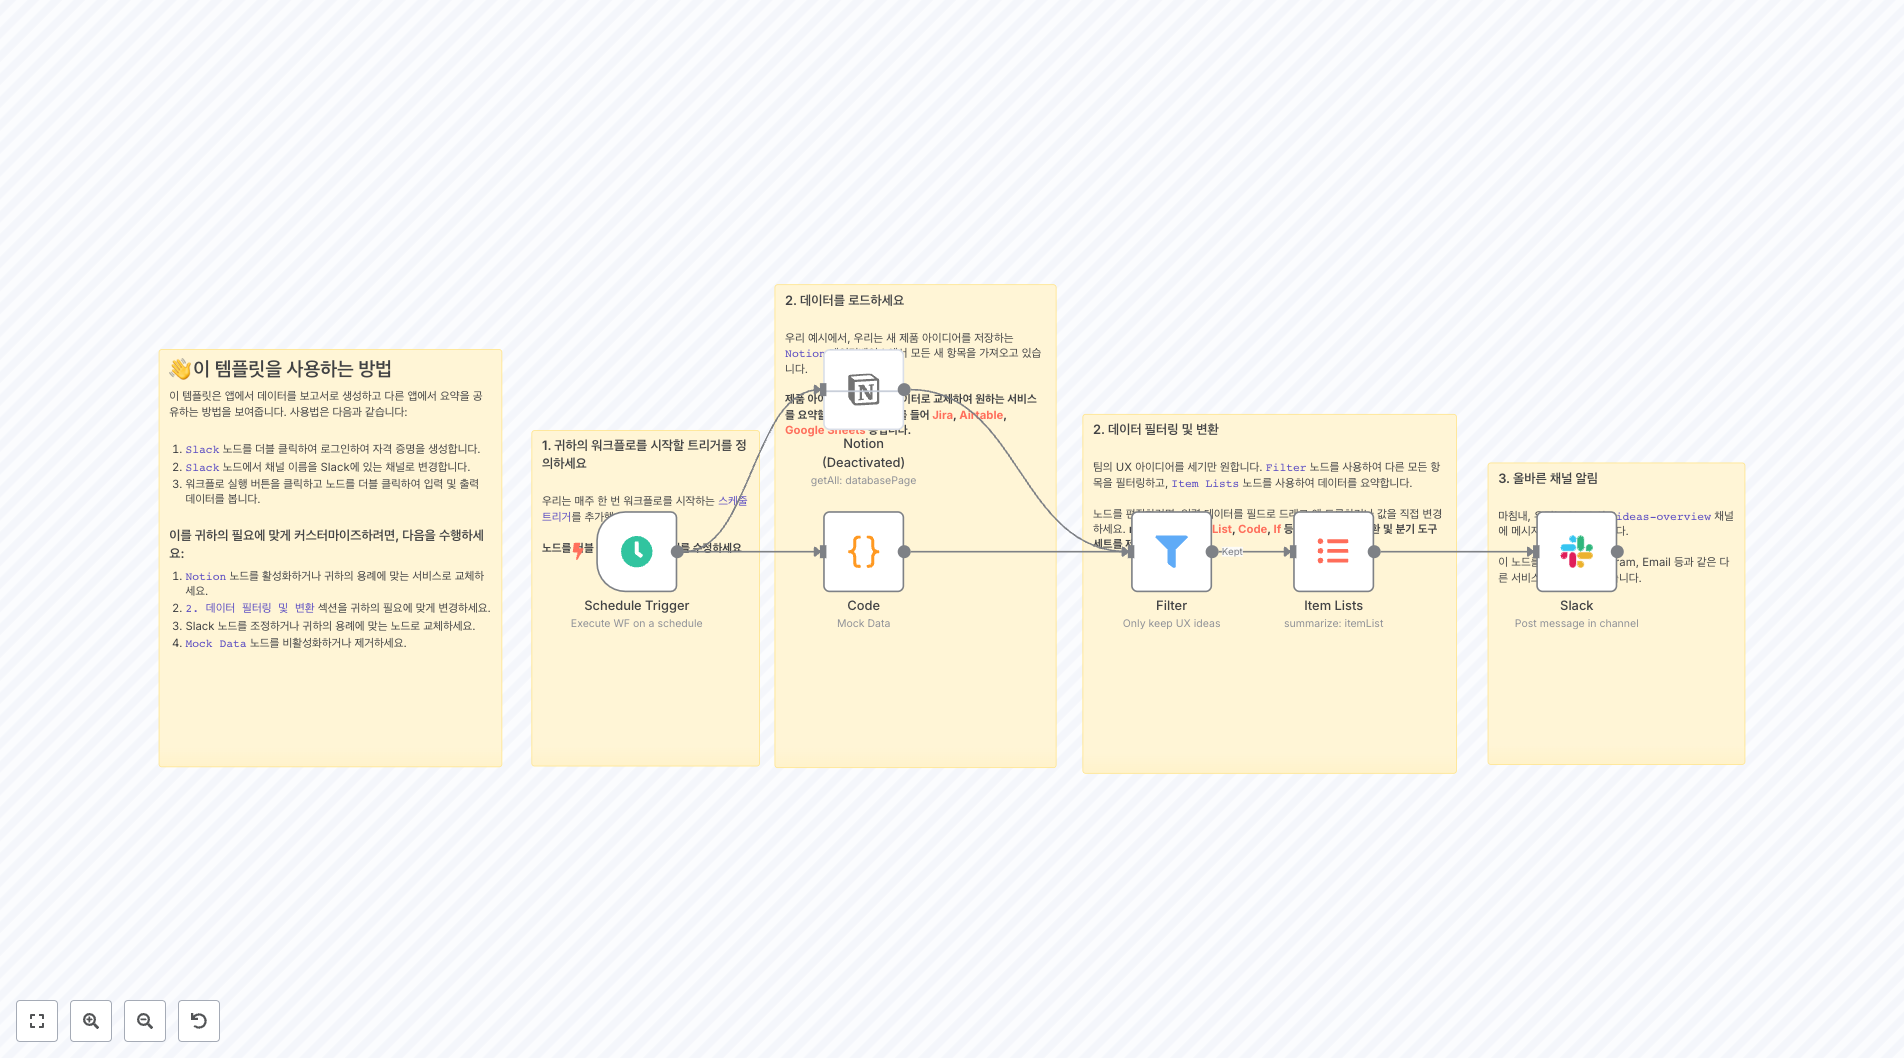 👋이 템플릿을 사용하는 방법
이 템플릿은 앱에서 데이터를 보고서로 생성하고 다른 앱에서 요약을 공
유하는 방법을 보여줍니다. 사용법은 다음과 같습니다:
1. Slack 노드를 더블 클릭하여 로그인하여 자격 증명을 생성합니다.
2. Slack 노드에서 채널 이름을 Slack에 있는 채널로 변경합니다.
3. 워크플로 실행 버튼을 클릭하고 노드를 더블 클릭하여 입력 및 출력
데이터를 봅니다.
이를 귀하의 필요에 맞게 커스터마이즈하려면, 다음을 수행하세
요:
1. Notion 노드를 활성화하거나 귀하의 용례에 맞는 서비스로 교체하
세요.
2. 2. 데이터 필터링 및 변환 섹션을 귀하의 필요에 맞게 변경하세요.
3. Slack 노드를 조정하거나 귀하의 용례에 맞는 노드로 교체하세요.
4. Mock Data 노드를 비활성화하거나 제거하세요.
1. 귀하의 워크플로를 시작할 트리거를 정
의하세요
우리는 매주 한 번 워크플로를 시작하는 스케줄
트리거를 추가했
노드를 더블 를 수정하세요
Schedule Trigger
Execute WF on a schedule
2. 데이터를 로드하세요
우리 예시에서, 우리는 새 제품 아이디어를 저장하는
Notion 모든 새 항목을 가져오고 있습
니다.
제품 아이 이터로 교체하여 원하는 서비스
를 요약할 들어 Jira, Airtable,
Google Sheets 등입니다.
Notion
(Deactivated)
getAll: databasePage
Code
Mock Data
2. 데이터 필터링 및 변환
팀의 UX 아이디어를 세기만 원합니다. Filter 노드를 사용하여 다른 모든 항
목을 필터링하고, Item Lists 노드를 사용하여 데이터를 요약합니다.
노드를 편집하려면, 입력 데이터를 필드로 드래그 앤 드롭하거나 값을 직접 변경
하세요. List, Code, If 등 환 및 분기 도구
세트를
Kept
Filter
Only keep UX ideas
Item Lists
summarize: itemList
3. 올바른 채널 알림
마침내, ideas-overview 채널
에 메시지 다.
이 노드를 ram, Email 등과 같은 다
른 서비스 니다.
Slack
Post message in channel